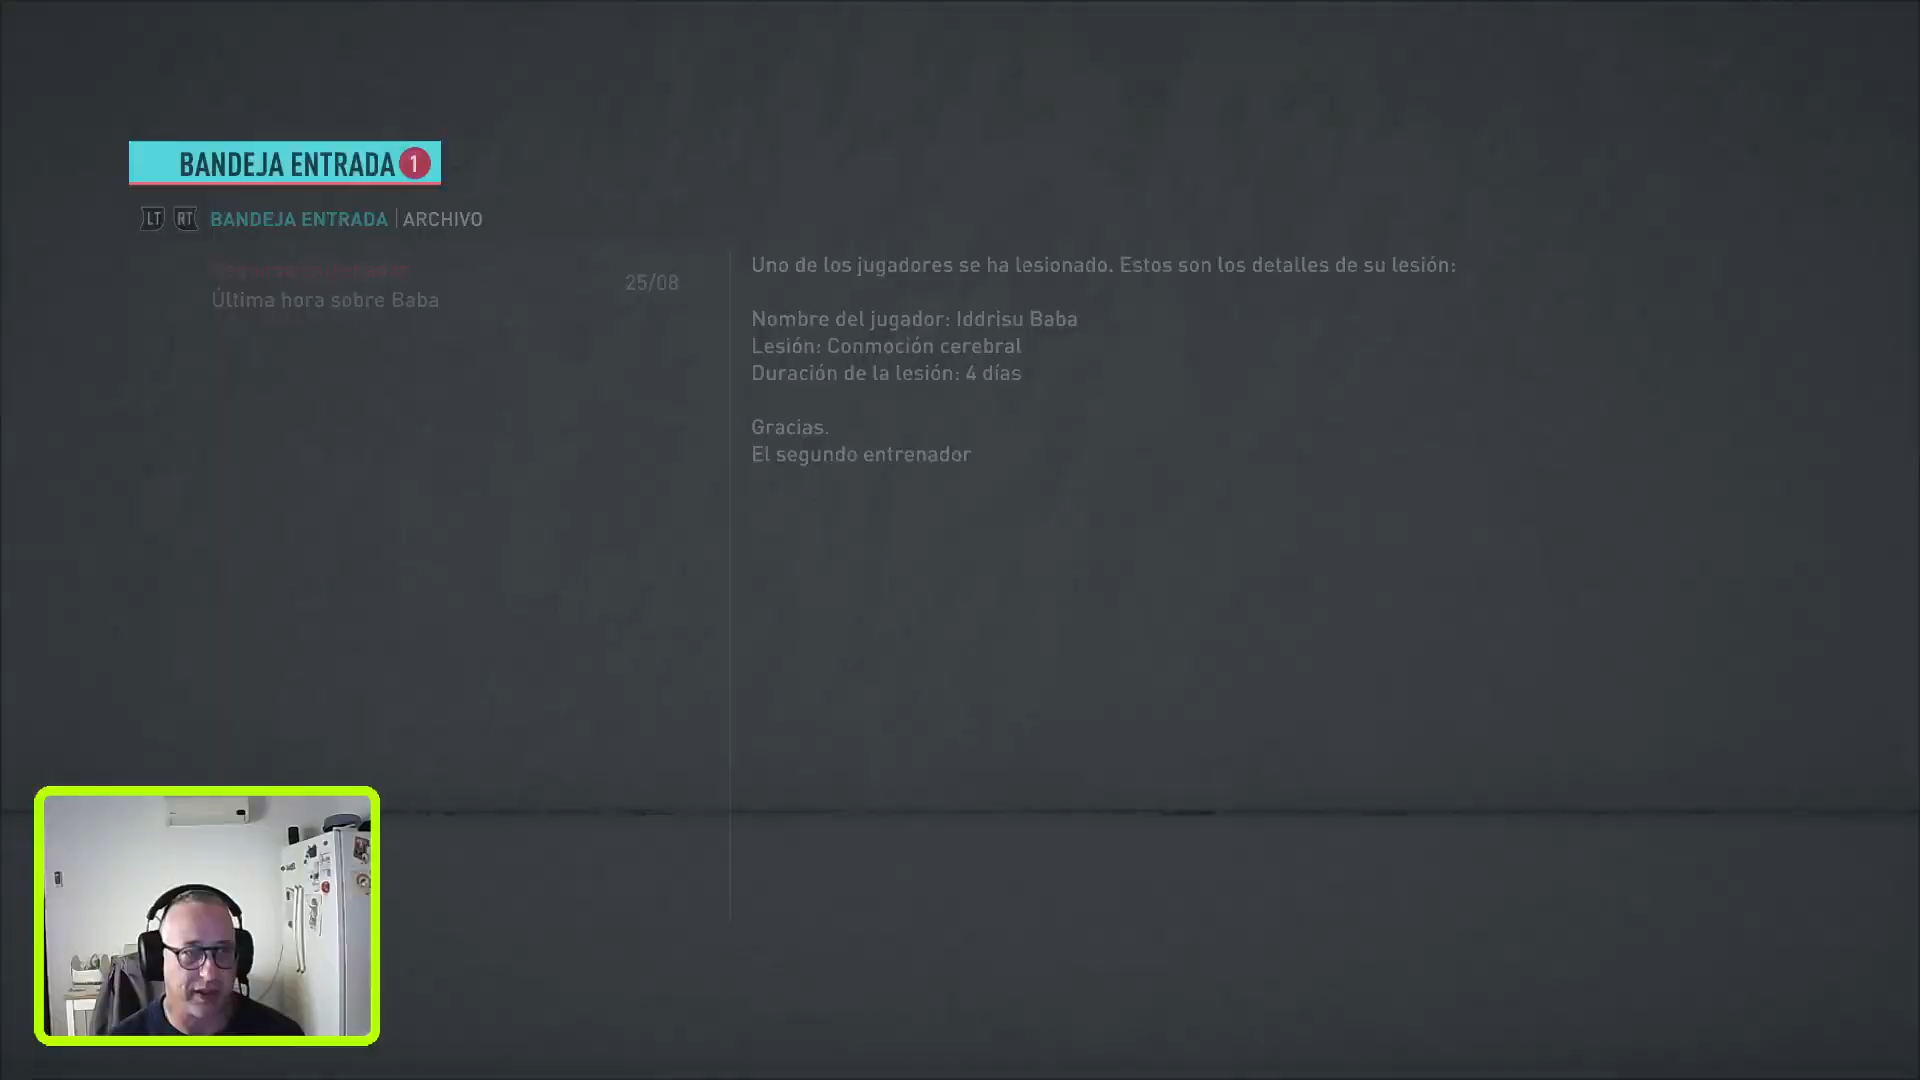 BANDEJA ENTRADA 1
LT RT BANDEJA ENTRADA | ARCHIVO
Segundo entrenador
25/08
Última hora sobre Baba
Uno de los jugadores se ha lesionado. Estos son los detalles de su lesión:
Nombre del jugador: Iddrisu Baba
Lesión: Conmoción cerebral
Duración de la lesión: 4 días
Gracias.
El segundo entrenador